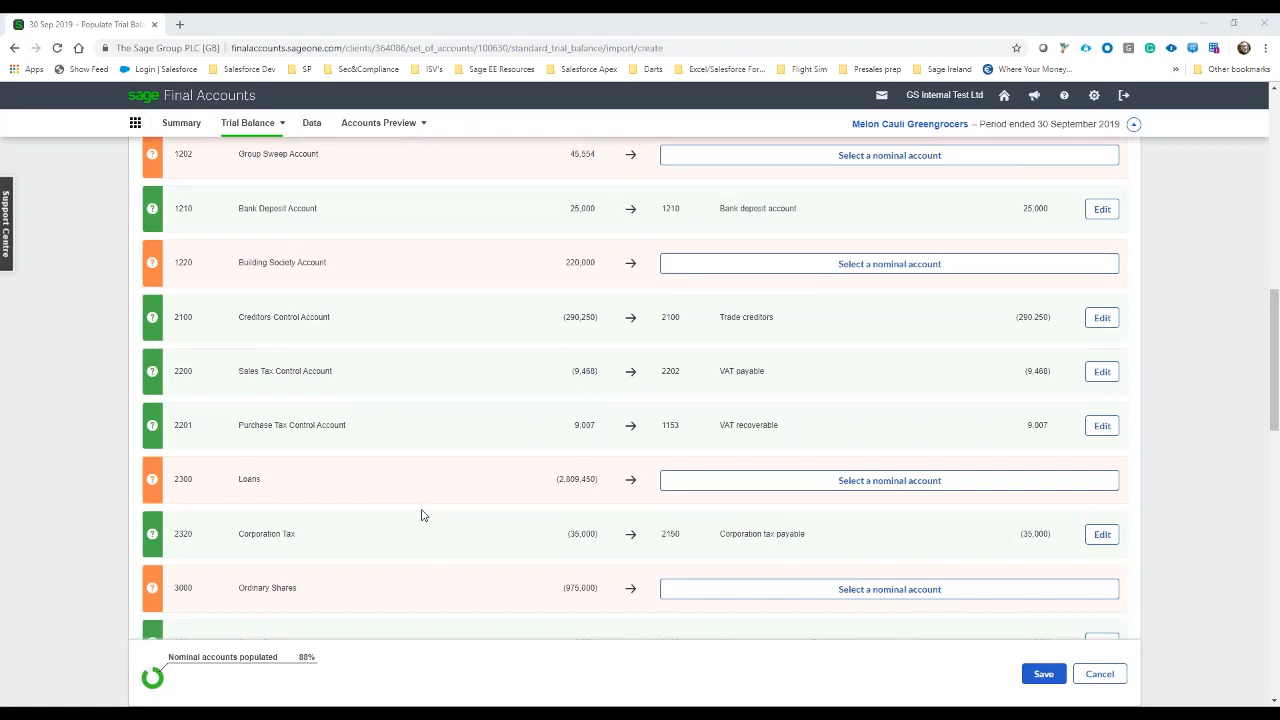 30 Sep 2019 – Populate Trial Bala
The Sage Group PLC [GB] finalaccounts.sageone.com/clients/364086/set_of_accounts/100630/standard_trial_balance/import/create
Apps Show Feed Login | Salesforce Salesforce Dev SP Sec&Compliance ISV's Sage EE Resources Salesforce Apex Darts Excel/Salesforce For... Flight Sim Presales prep Sage Ireland Where Your Money... » Other bookmarks
sage Final Accounts GS Internal Test Ltd
Summary Trial Balance Data Accounts Preview Melon Cauli Greengrocers – Period ended 30 September 2019
Support Centre
? 1202 Group Sweep Account 45,554 → Select a nominal account
? 1210 Bank Deposit Account 25,000 → 1210 Bank deposit account 25,000 Edit
? 1220 Building Society Account 220,000 → Select a nominal account
? 2100 Creditors Control Account (290,250) → 2100 Trade creditors (290,250) Edit
? 2200 Sales Tax Control Account (9,468) → 2202 VAT payable (9,468) Edit
? 2201 Purchase Tax Control Account 9,007 → 1153 VAT recoverable 9,007 Edit
? 2300 Loans (2,809,450) → Select a nominal account
? 2320 Corporation Tax (35,000) → 2150 Corporation tax payable (35,000) Edit
? 3000 Ordinary Shares (975,000) → Select a nominal account
Nominal accounts populated 88%
Save Cancel